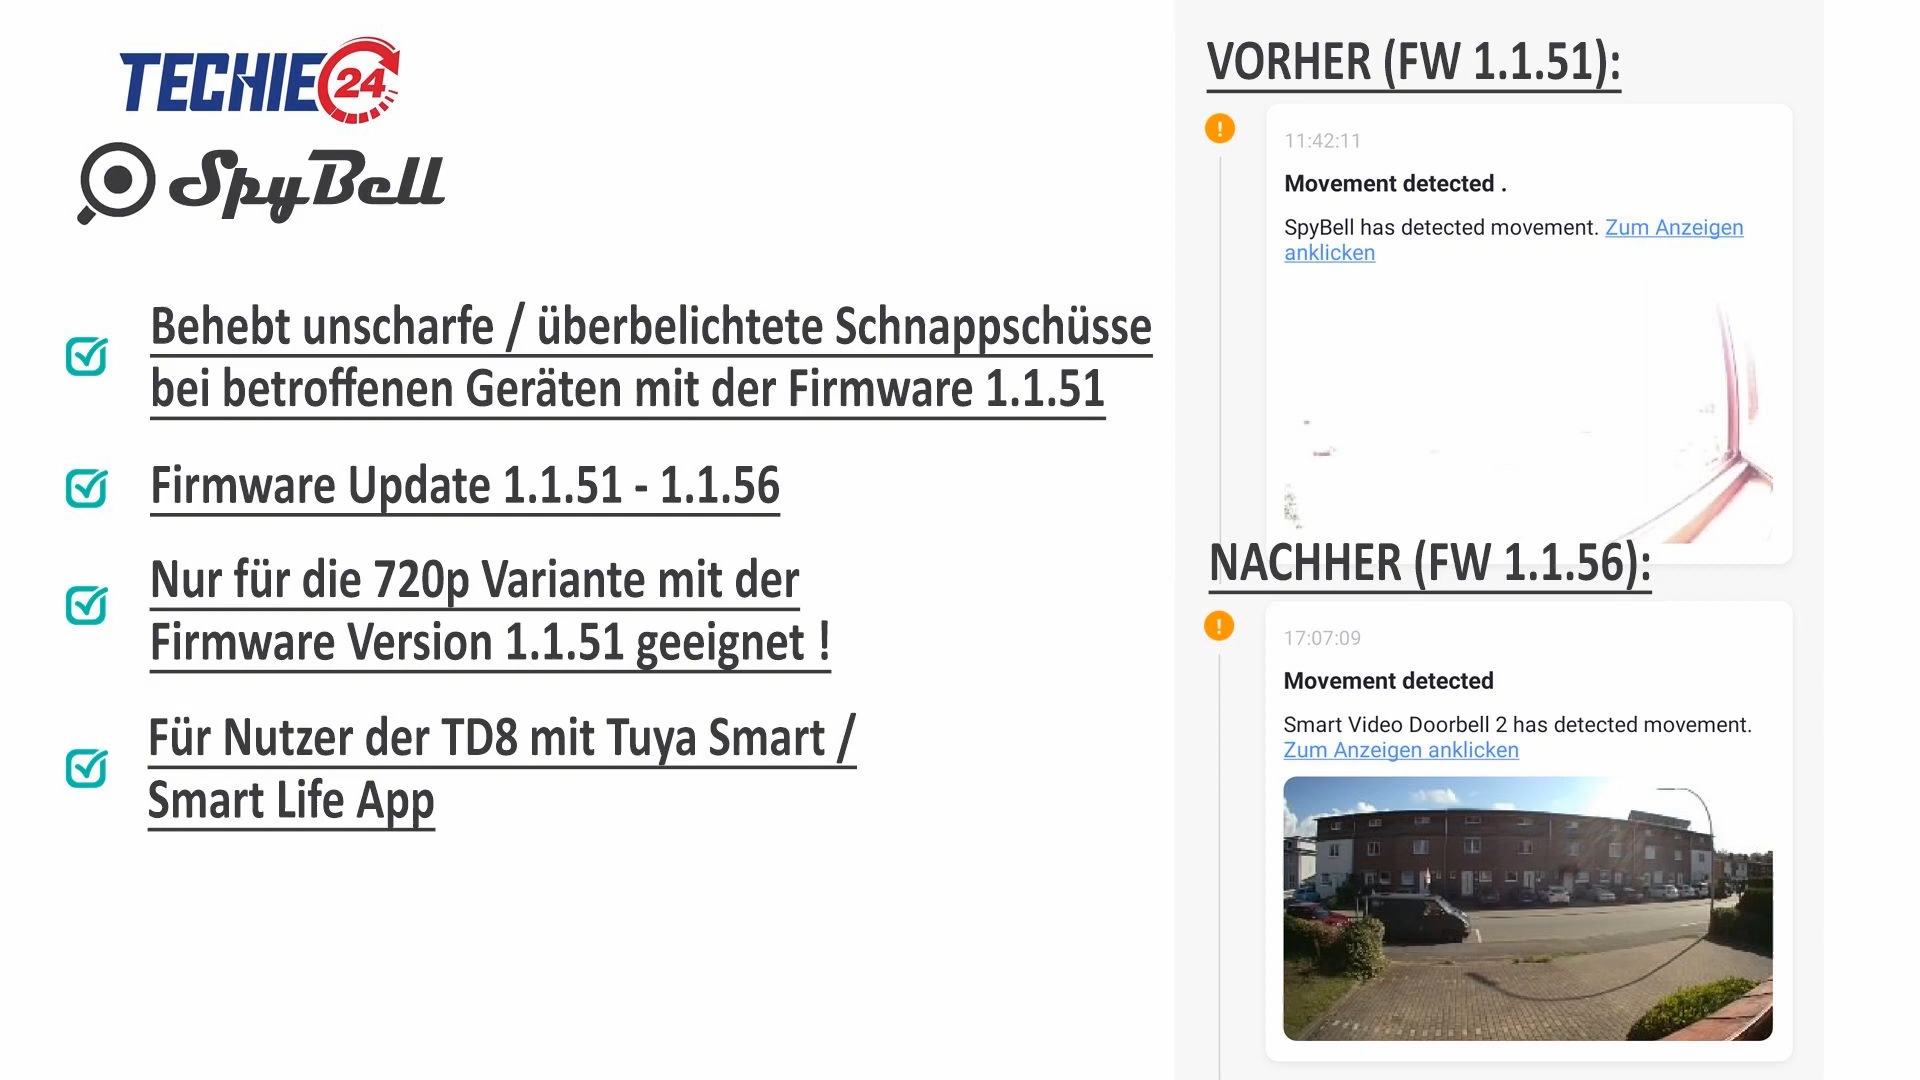 TECHIE 24
SpyBell
Behebt unscharfe / überbelichtete Schnappschüsse
bei betroffenen Geräten mit der Firmware 1.1.51
Firmware Update 1.1.51 - 1.1.56
Nur für die 720p Variante mit der
Firmware Version 1.1.51 geeignet !
Für Nutzer der TD8 mit Tuya Smart /
Smart Life App
VORHER (FW 1.1.51):
11:42:11
Movement detected .
SpyBell has detected movement. Zum Anzeigen
anklicken
NACHHER (FW 1.1.56):
17:07:09
Movement detected
Smart Video Doorbell 2 has detected movement.
Zum Anzeigen anklicken